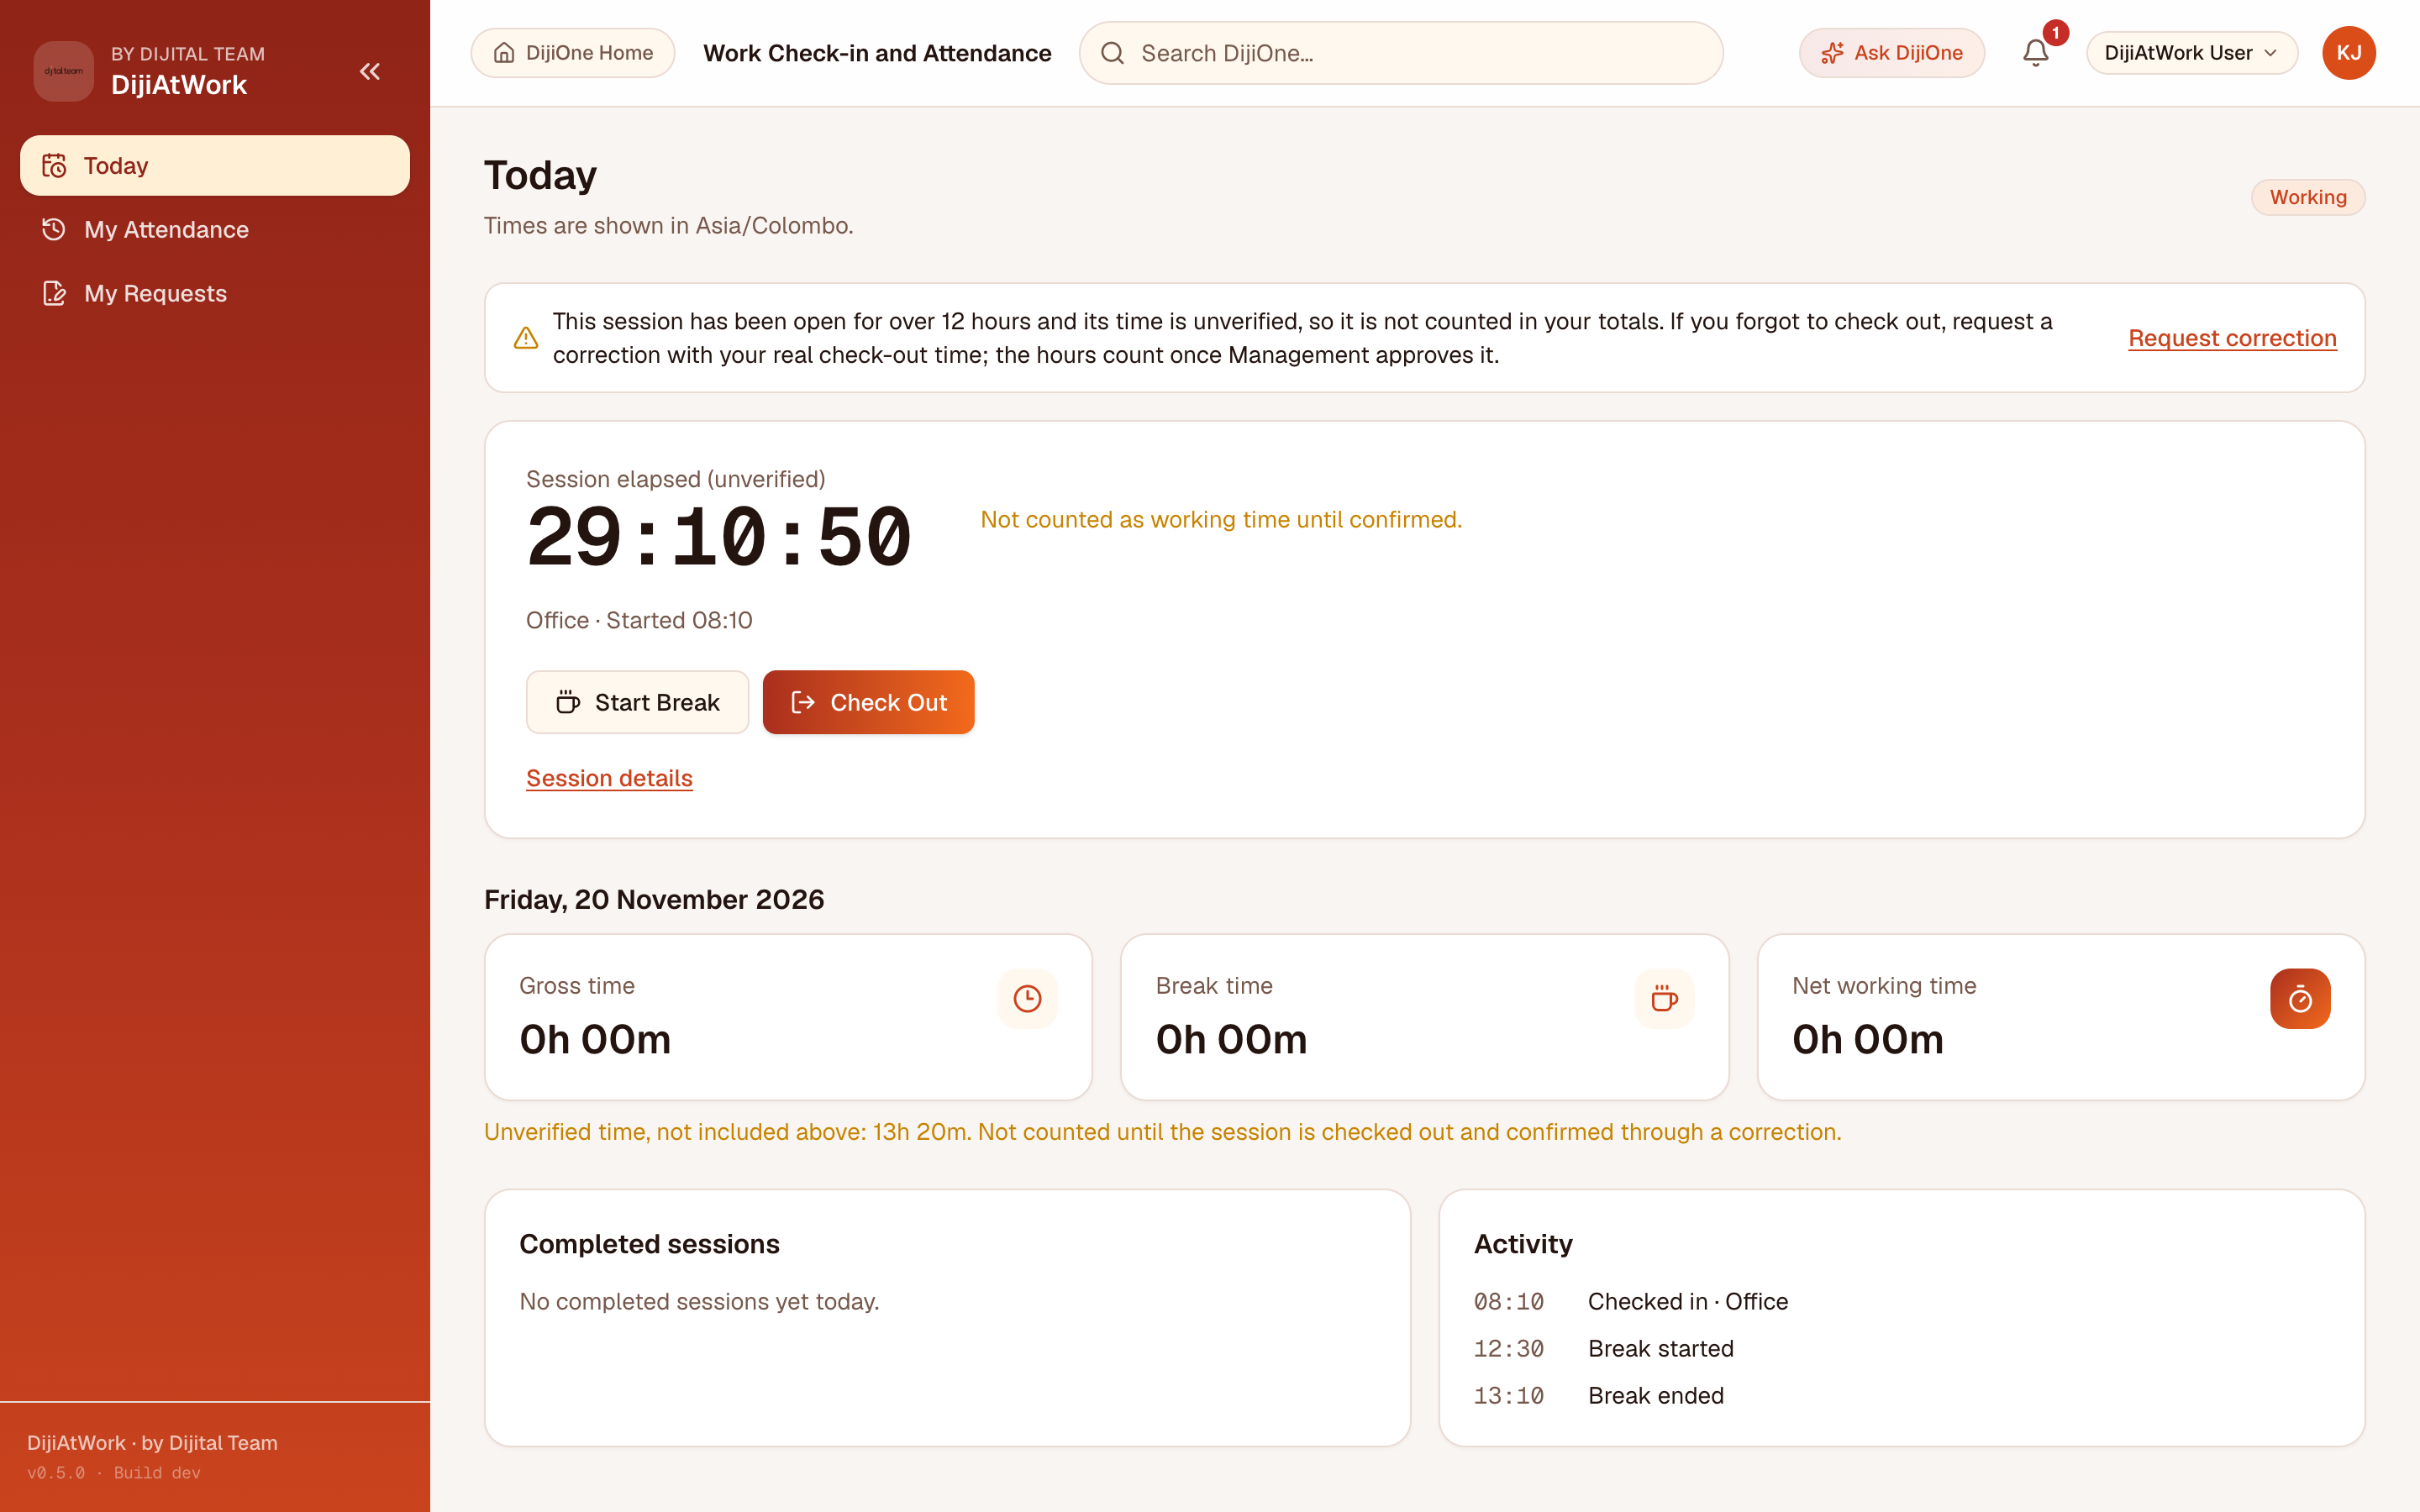 dijital team
BY DIJITAL TEAM
DijiAtWork
Today
My Attendance
My Requests
DijiAtWork · by Dijital Team
v0.5.0 · Build dev
DijiOne Home
Work Check-in and Attendance
Search DijiOne...
Ask DijiOne
1
DijiAtWork User
KJ
Today
Times are shown in Asia/Colombo.
Working
This session has been open for over 12 hours and its time is unverified, so it is not counted in your totals. If you forgot to check out, request a
correction with your real check-out time; the hours count once Management approves it.
Request correction
Session elapsed (unverified)
29:10:50
Not counted as working time until confirmed.
Office · Started 08:10
Start Break
Check Out
Session details
Friday, 20 November 2026
Gross time
0h 00m
Break time
0h 00m
Net working time
0h 00m
Unverified time, not included above: 13h 20m. Not counted until the session is checked out and confirmed through a correction.
Completed sessions
No completed sessions yet today.
Activity
08:10 Checked in · Office
12:30 Break started
13:10 Break ended